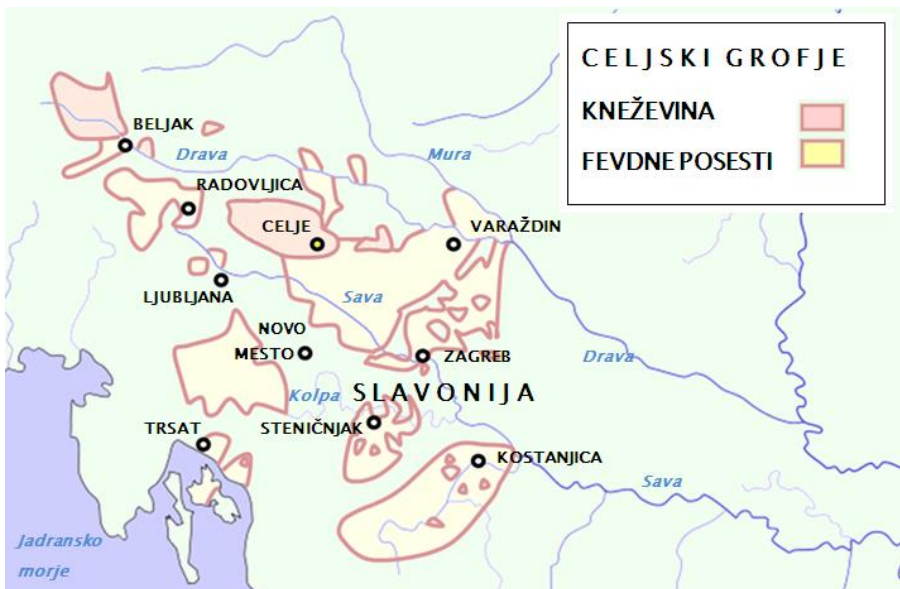 CELJSKI GROFJE
KNEŽEVINA
FEVDNE POSESTI
BELJAK
Drava
Mura
RADOVLJICA
CELJE
VARAŽDIN
LJUBLJANA
Sava
NOVO
MESTO
ZAGREB
Drava
Kolpa
SLAVONIJA
TRSAT
STENIČNJAK
KOSTANJICA
Sava
Jadransko
morje